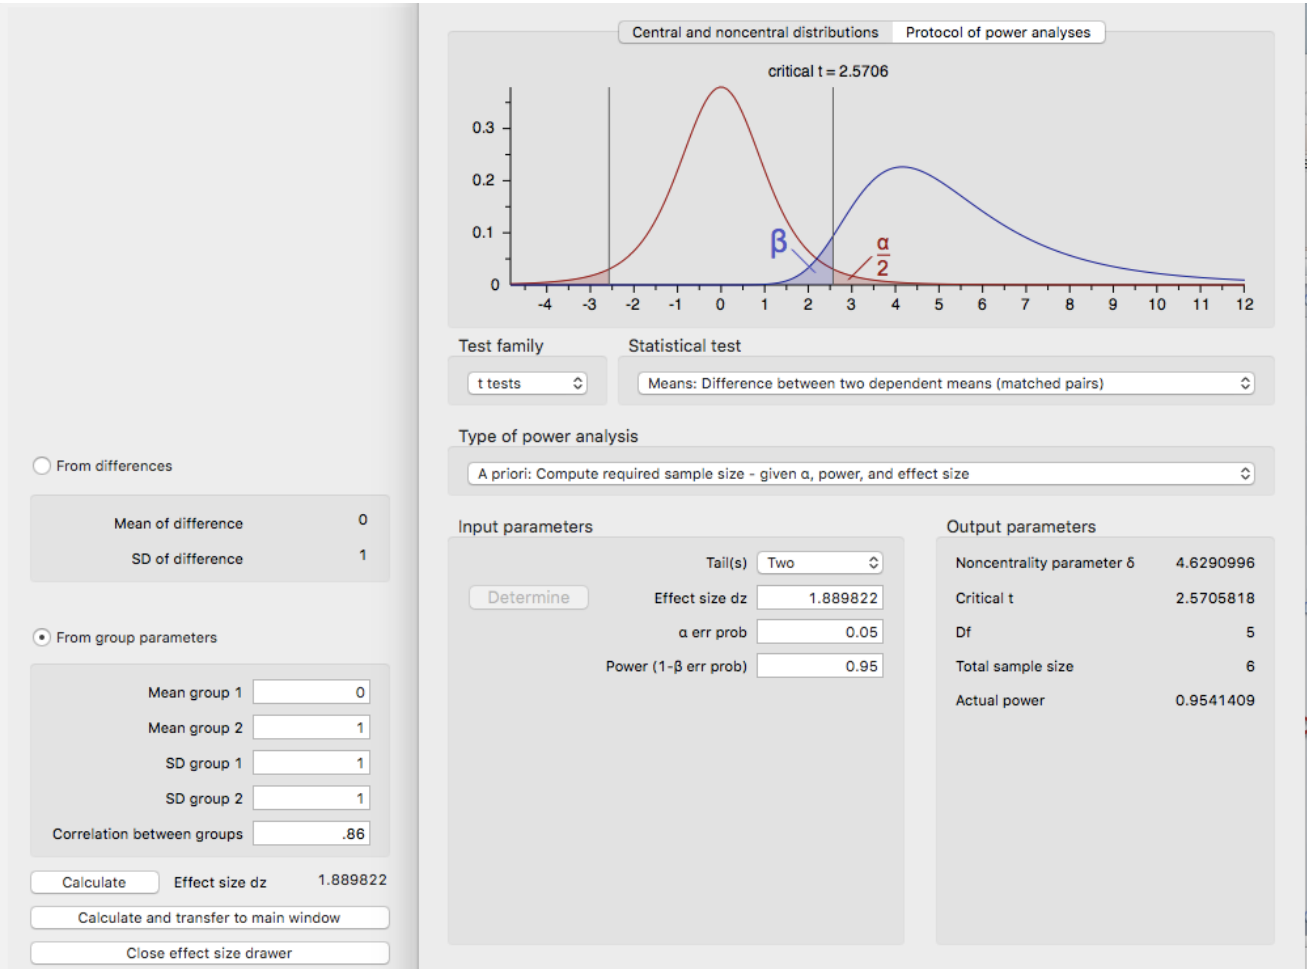 Central and noncentral distributions Protocol of power analyses
critical t = 2.5706
0.3
0.2
0.1
0
β
α
2
-4 -3 -2 -1 0 1 2 3 4 5 6 7 8 9 10 11 12
Test family Statistical test
t tests Means: Difference between two dependent means (matched pairs)
Type of power analysis
A priori: Compute required sample size - given α, power, and effect size
From differences
Mean of difference 0
SD of difference 1
From group parameters
Mean group 1 0
Mean group 2 1
SD group 1 1
SD group 2 1
Correlation between groups .86
Calculate Effect size dz 1.889822
Calculate and transfer to main window
Close effect size drawer
Input parameters
Tail(s) Two
Determine Effect size dz 1.889822
α err prob 0.05
Power (1-β err prob) 0.95
Output parameters
Noncentrality parameter δ 4.6290996
Critical t 2.5705818
Df 5
Total sample size 6
Actual power 0.9541409